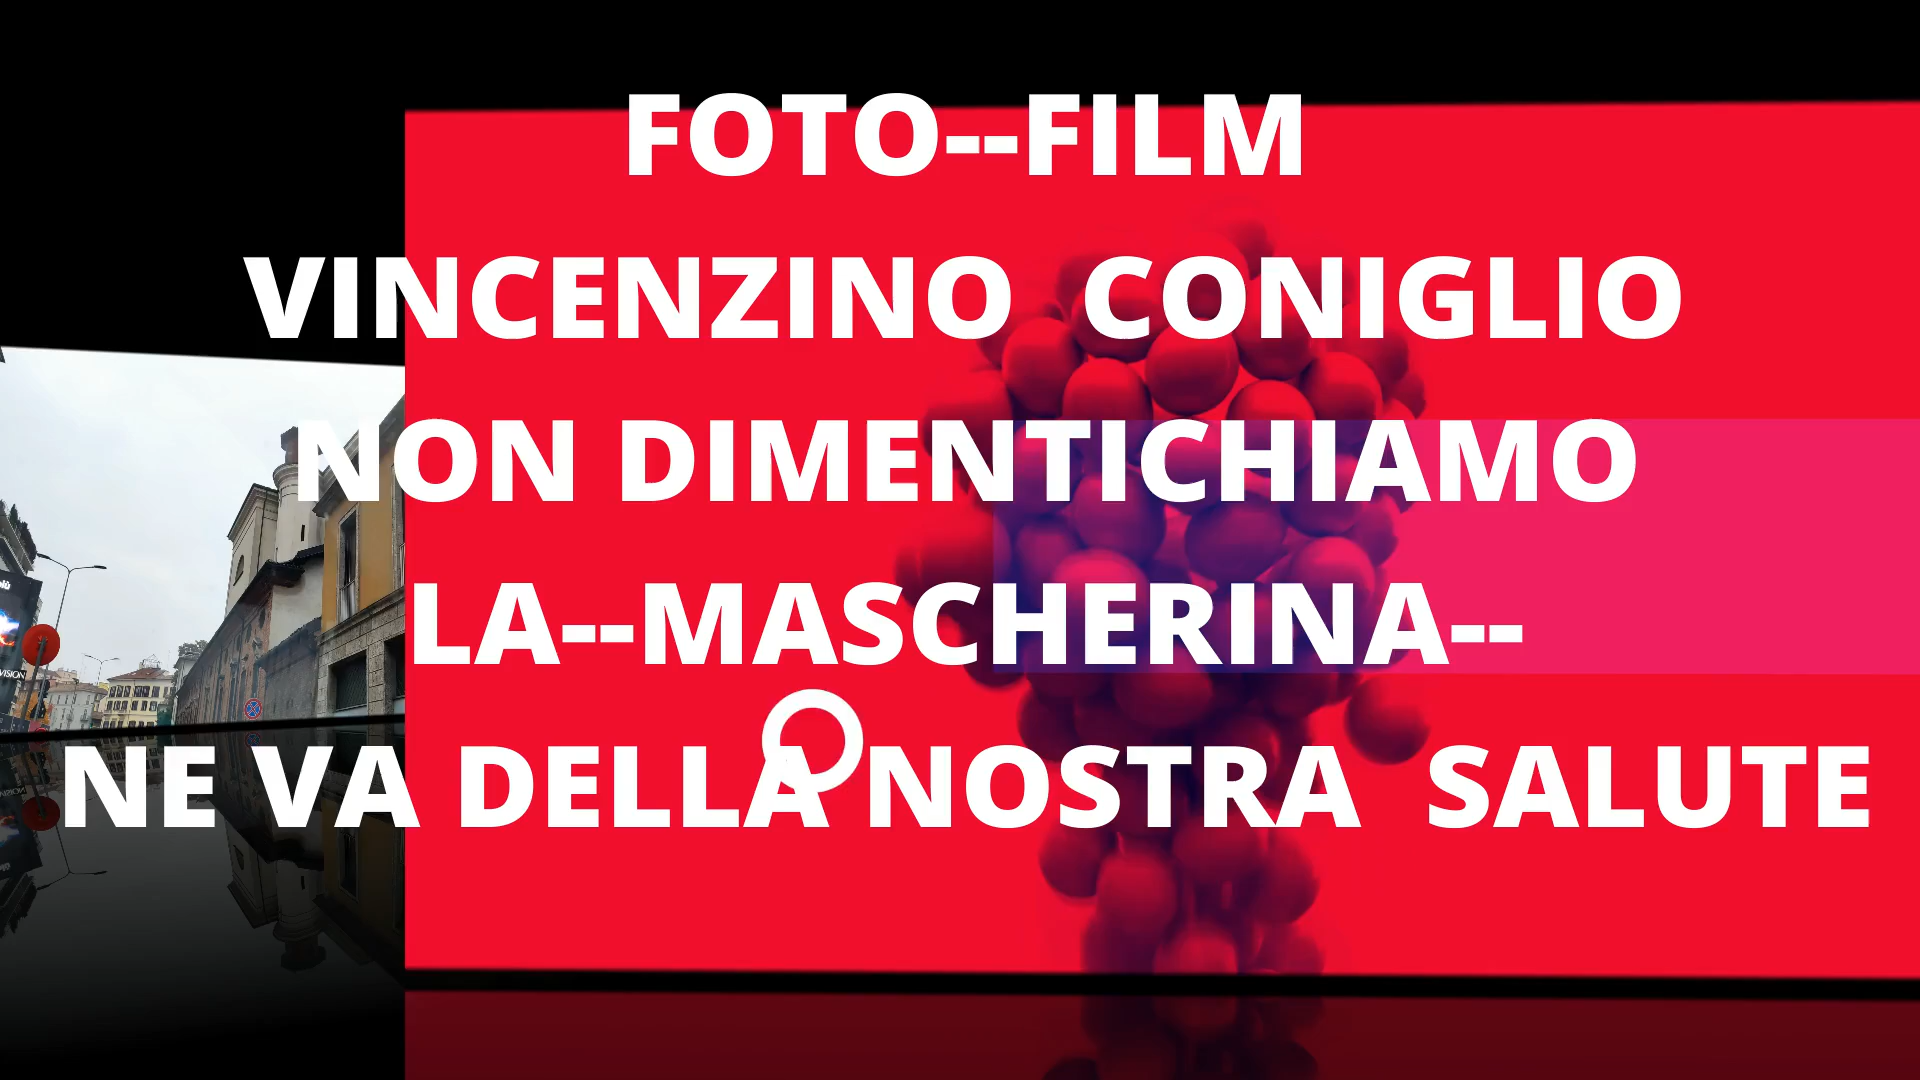 FOTO--FILM
VINCENZINO CONIGLIO
NON DIMENTICHIAMO
LA--MASCHERINA--
NE VA DELLA NOSTRA SALUTE